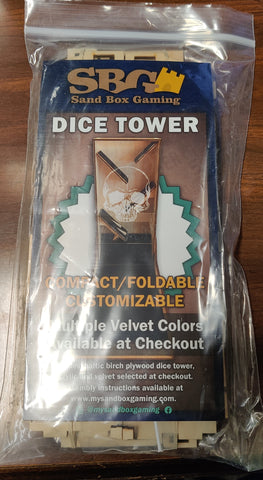 SBG
Sand Box Gaming
DICE TOWER
COMPACT/FOLDABLE
CUSTOMIZABLE
Multiple Velvet Colors
Available at Checkout
baltic birch plywood dice tower,
velvet selected at checkout.
instructions available at
www.mysandboxgaming.com
@mysandboxgaming